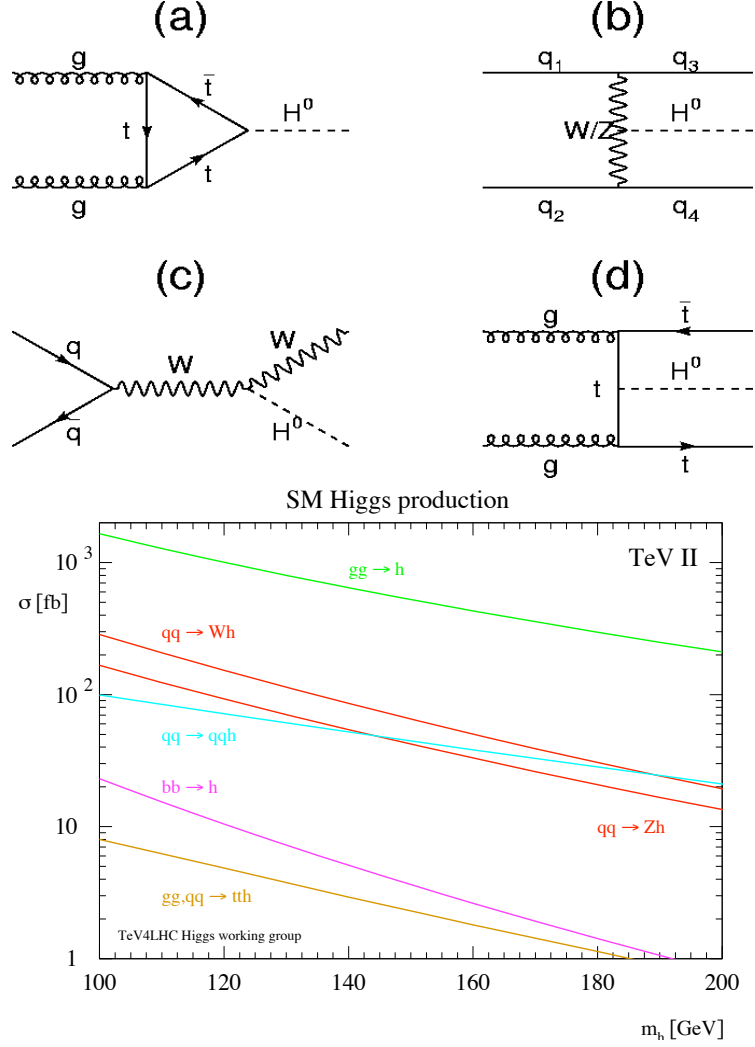 (a)
g
t̄
t
H⁰
t
g
(b)
q₁ q₃
W/Z
H⁰
q₂ q₄
(c)
q
W
W
q̄
H⁰
(d)
g
t̄
t
H⁰
g
t
SM Higgs production
TeV II
σ [fb]
10³
10²
10
1
gg → h
qq → Wh
qq → qqh
bb → h
qq → Zh
gg,qq → tth
TeV4LHC Higgs working group
100 120 140 160 180 200
m_h [GeV]